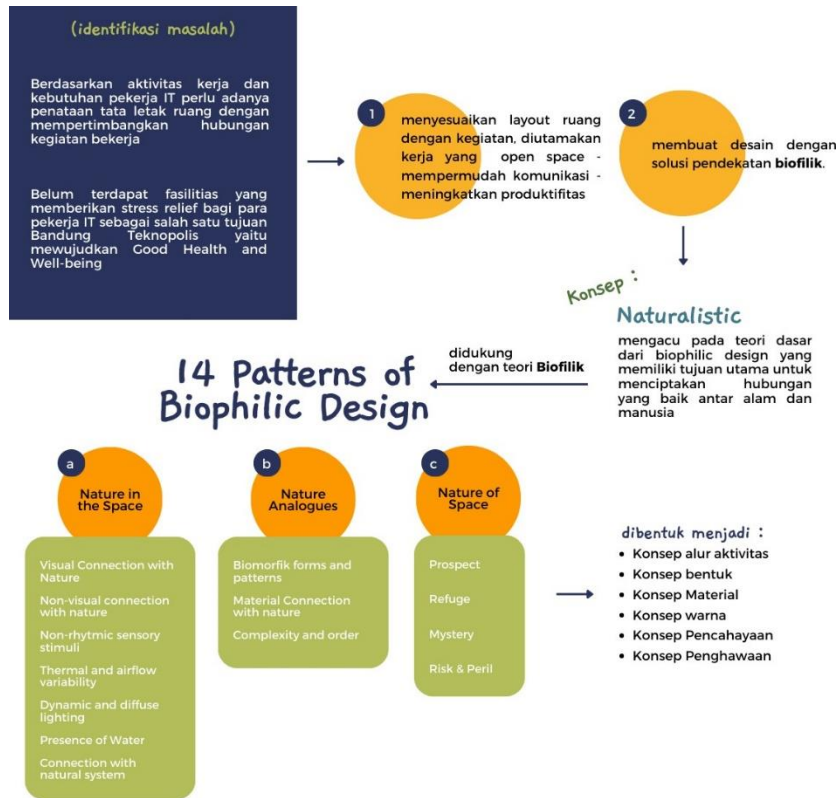 (identifikasi masalah)
Berdasarkan aktivitas kerja dan
kebutuhan pekerja IT perlu adanya
penataan tata letak ruang dengan
mempertimbangkan hubungan
kegiatan bekerja
Belum terdapat fasilitias yang
memberikan stress relief bagi para
pekerja IT sebagai salah satu tujuan
Bandung Teknopolis yaitu
mewujudkan Good Health and
Well-being
1
menyesuaikan layout ruang
dengan kegiatan, diutamakan
kerja yang open space -
mempermudah komunikasi -
meningkatkan produktifitas
2
membuat desain dengan
solusi pendekatan biofilik.
Konsep :
Naturalistic
mengacu pada teori dasar
dari biophilic design yang
memiliki tujuan utama untuk
menciptakan hubungan
yang baik antar alam dan
manusia
didukung
dengan teori Biofilik
14 Patterns of
Biophilic Design
a
Nature in
the Space
Visual Connection with
Nature
Non-visual connection
with nature
Non-rhytmic sensory
stimuli
Thermal and airflow
variability
Dynamic and diffuse
lighting
Presence of Water
Connection with
natural system
b
Nature
Analogues
Biomorfik forms and
patterns
Material Connection
with nature
Complexity and order
c
Nature of
Space
Prospect
Refuge
Mystery
Risk & Peril
dibentuk menjadi :
• Konsep alur aktivitas
• Konsep bentuk
• Konsep Material
• Konsep warna
• Konsep Pencahayaan
• Konsep Penghawaan